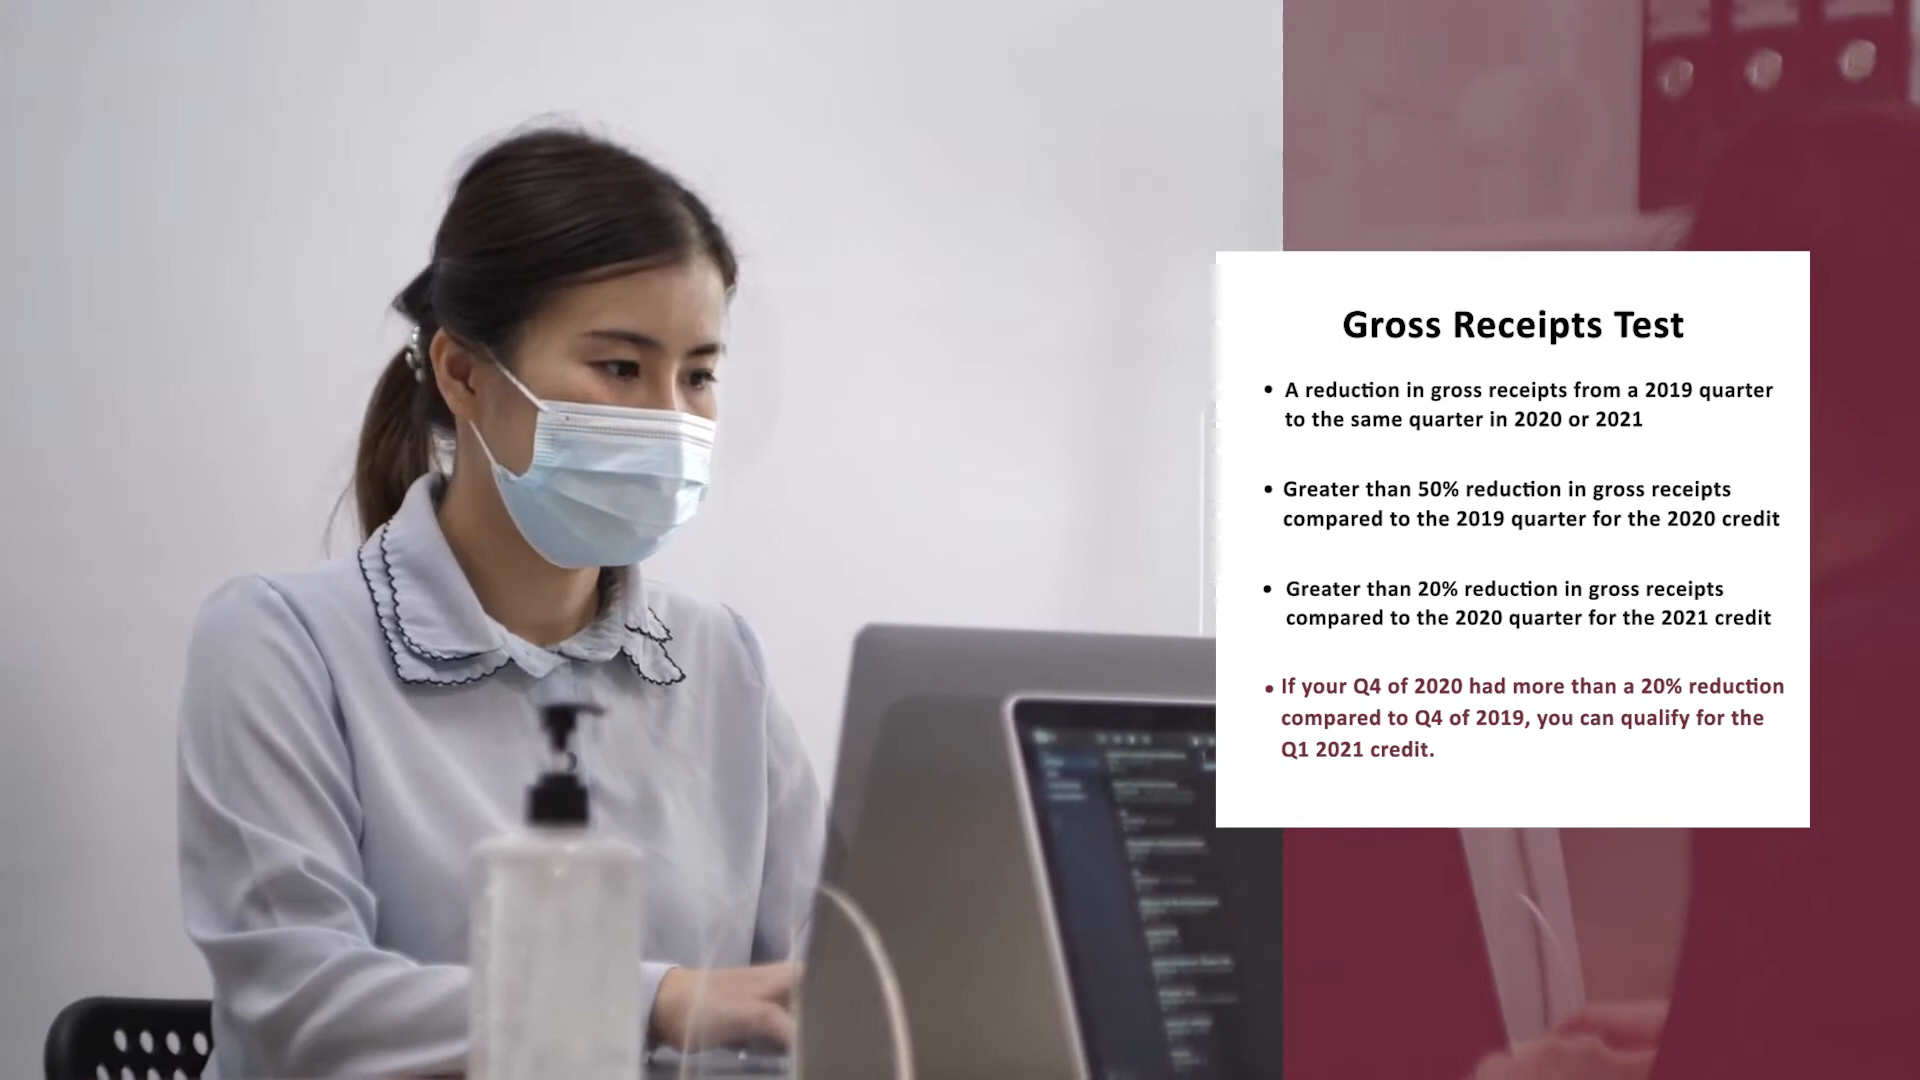 Gross Receipts Test
• A reduction in gross receipts from a 2019 quarter
to the same quarter in 2020 or 2021
• Greater than 50% reduction in gross receipts
compared to the 2019 quarter for the 2020 credit
• Greater than 20% reduction in gross receipts
compared to the 2020 quarter for the 2021 credit
• If your Q4 of 2020 had more than a 20% reduction
compared to Q4 of 2019, you can qualify for the
Q1 2021 credit.